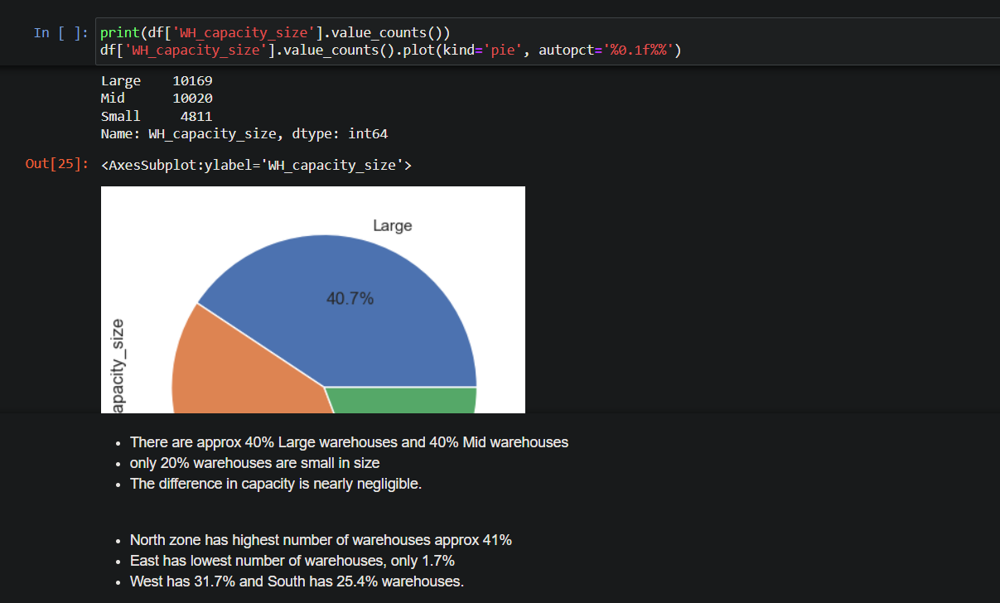 In [ ]: print(df['WH_capacity_size'].value_counts())
df['WH_capacity_size'].value_counts().plot(kind='pie', autopct='%0.1f%%')
Large 10169
Mid 10020
Small 4811
Name: WH_capacity_size, dtype: int64
Out[25]: <AxesSubplot:ylabel='WH_capacity_size'>
Large
40.7%
apacity_size
• There are approx 40% Large warehouses and 40% Mid warehouses
• only 20% warehouses are small in size
• The difference in capacity is nearly negligible.
• North zone has highest number of warehouses approx 41%
• East has lowest number of warehouses, only 1.7%
• West has 31.7% and South has 25.4% warehouses.